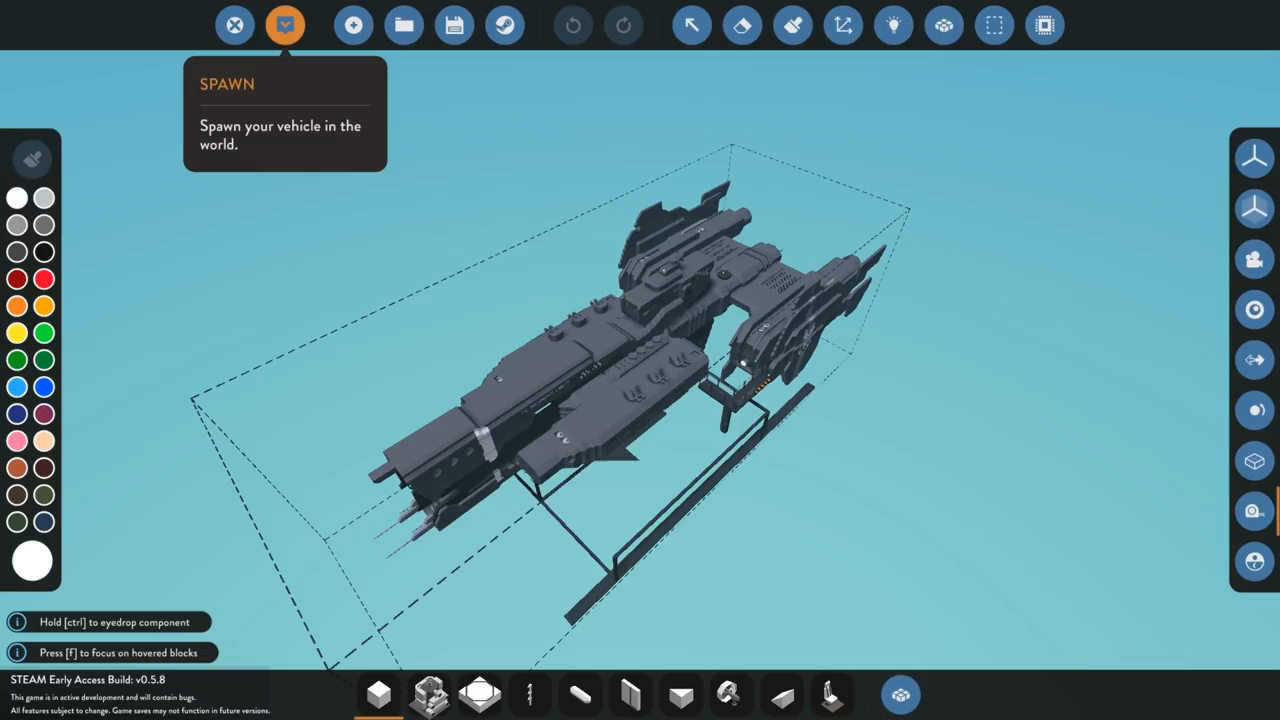 SPAWN
Spawn your vehicle in the
world.
Hold [ctrl] to eyedrop component
Press [f] to focus on hovered blocks
STEAM Early Access Build: v0.5.8
This game is in active development and will contain bugs.
All features subject to change. Game saves may not function in future versions.